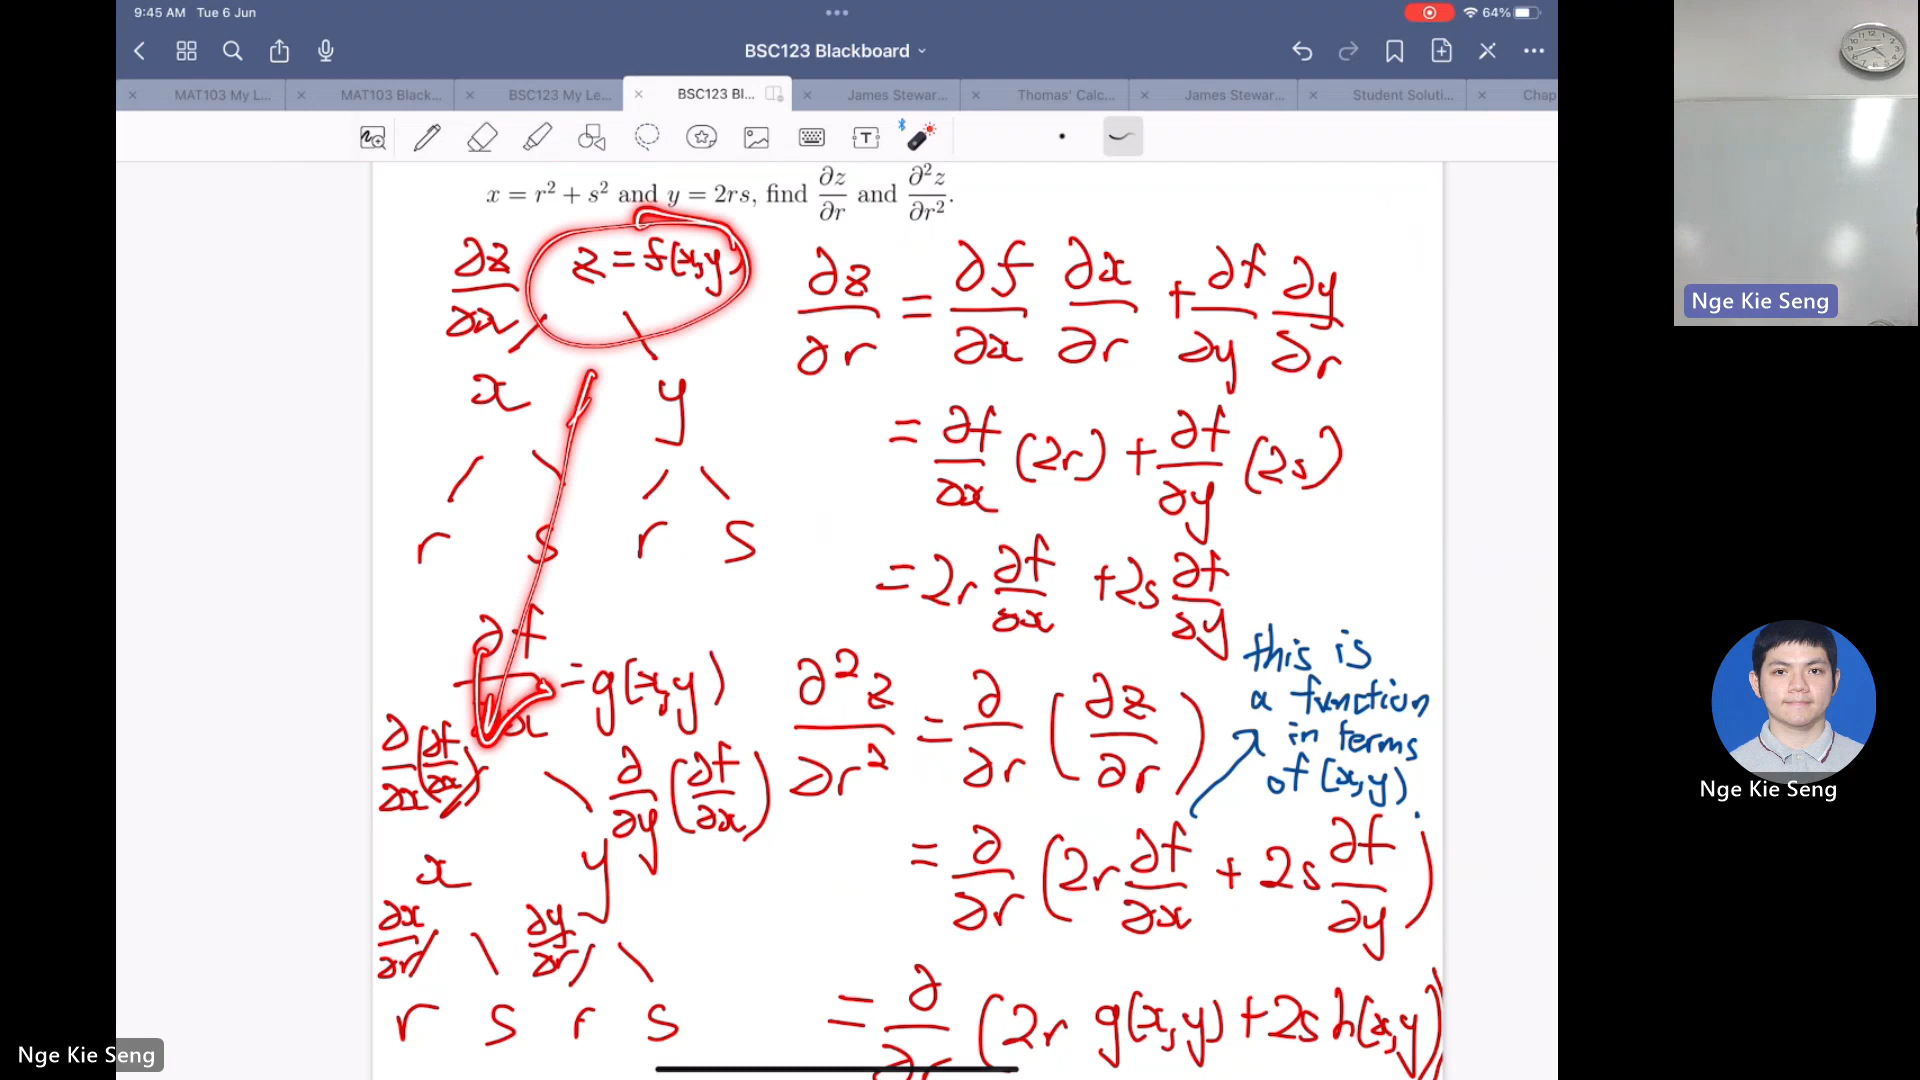 9:45 AM Tue 6 Jun
64%
BSC123 Blackboard
MAT103 My L...
MAT103 Black...
BSC123 My Le...
BSC123 Bl...
James Stewar...
Thomas' Calc...
James Stewar...
Student Soluti...
Chap
x = r² + s² and y = 2rs, find ∂z/∂r and ∂²z/∂r².
∂z/∂x z = f(x,y)
x y
r s r s
∂z/∂r = ∂f/∂x ∂x/∂r + ∂f/∂y ∂y/∂r
= ∂f/∂x (2r) + ∂f/∂y (2s)
= 2r ∂f/∂x + 2s ∂f/∂y
∂f/∂x = g(x,y)
∂/∂x (∂f/∂x) ∂/∂y (∂f/∂x)
x y
∂x/∂r ∂y/∂r
r s r s
∂²z/∂r² = ∂/∂r (∂z/∂r)
this is
a function
in terms
of (x,y)
= ∂/∂r (2r ∂f/∂x + 2s ∂f/∂y)
= ∂/∂r (2r g(x,y) + 2s h(x,y))
Nge Kie Seng
Nge Kie Seng
Nge Kie Seng